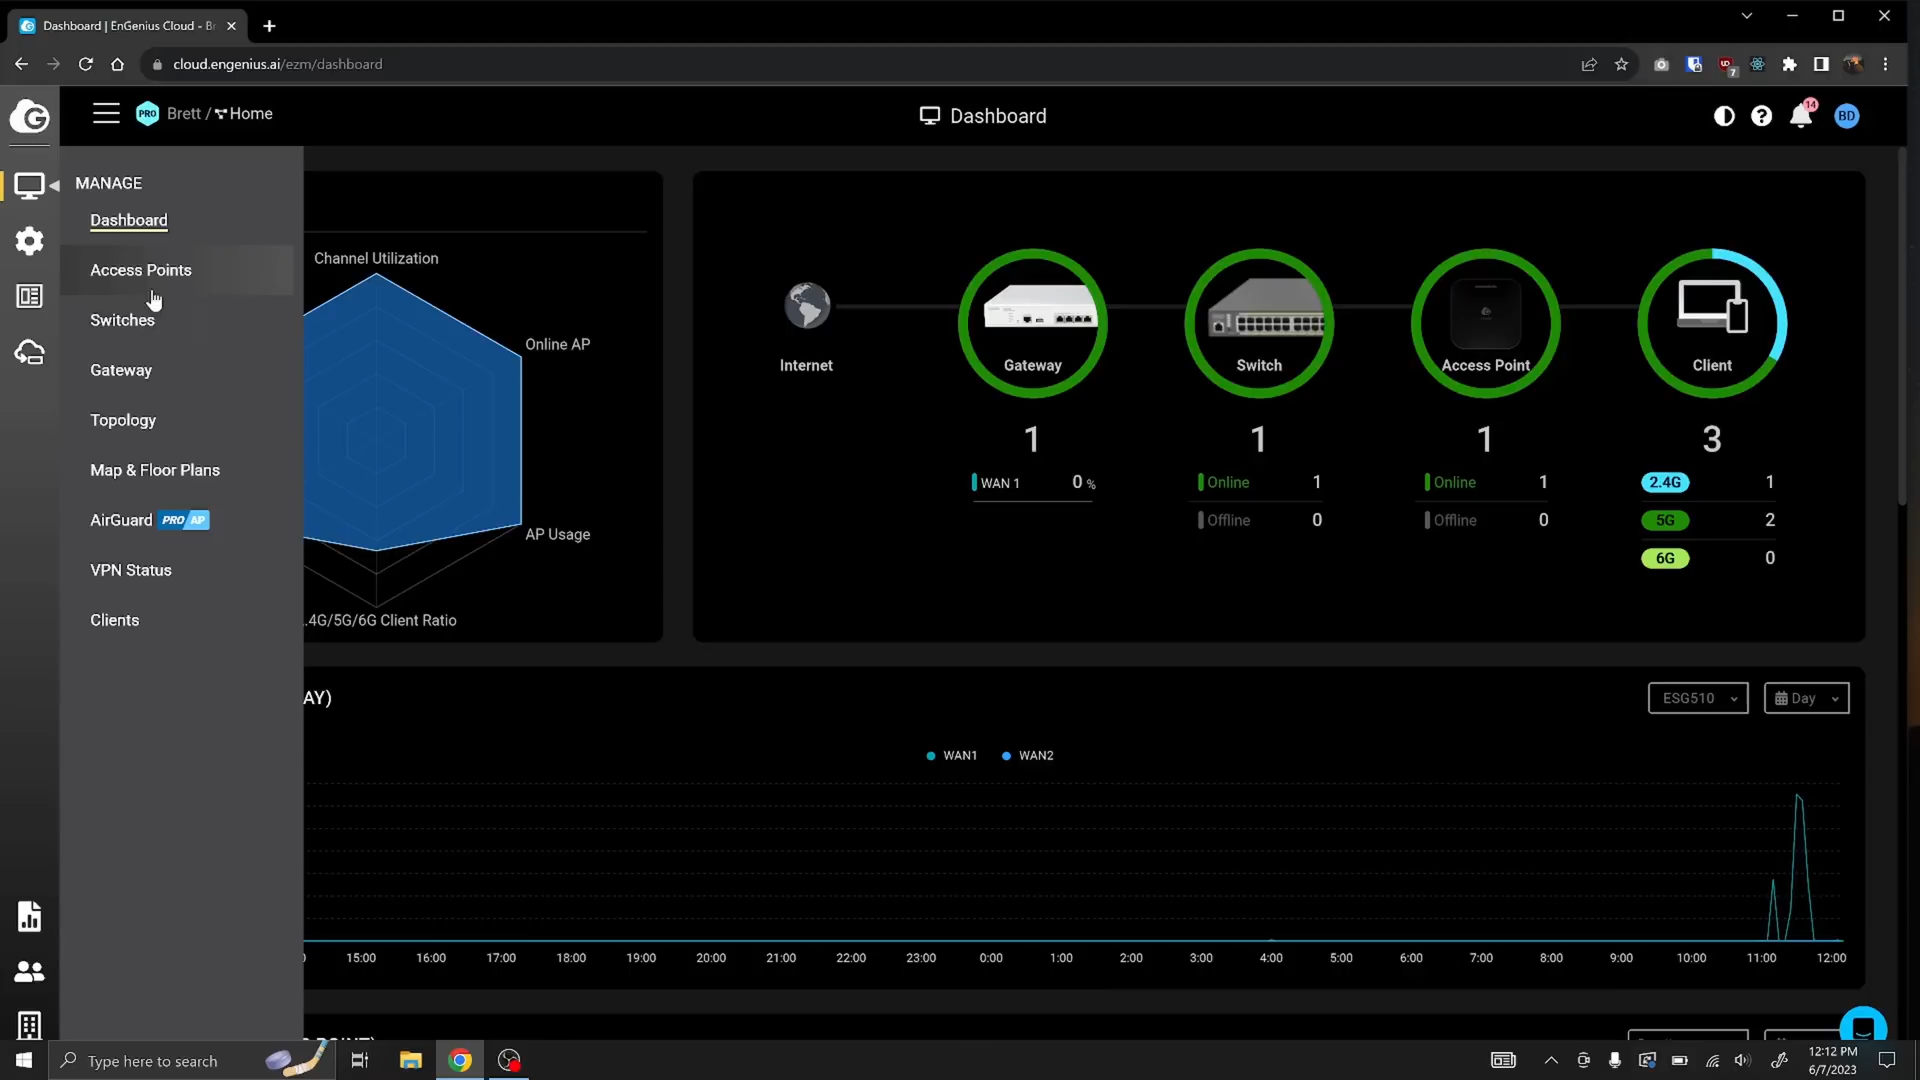 Dashboard | EnGenius Cloud - Br
cloud.engenius.ai/ezm/dashboard
PRO Brett / Home
Dashboard
14
BD
MANAGE
Dashboard
Access Points
Switches
Gateway
Topology
Map & Floor Plans
AirGuard PRO AP
VPN Status
Clients
Channel Utilization
Online AP
AP Usage
.4G/5G/6G Client Ratio
Internet
Gateway
1
WAN 1 0 %
Switch
1
Online 1
Offline 0
Access Point
1
Online 1
Offline 0
Client
3
2.4G 1
5G 2
6G 0
AY)
ESG510
Day
WAN1 WAN2
15:00 16:00 17:00 18:00 19:00 20:00 21:00 22:00 23:00 0:00 1:00 2:00 3:00 4:00 5:00 6:00 7:00 8:00 9:00 10:00 11:00 12:00
Type here to search
12:12 PM
6/7/2023